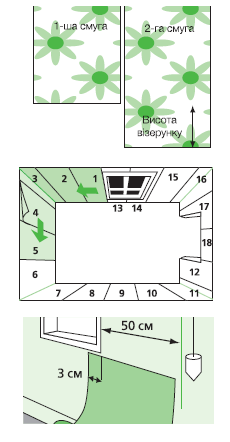 1-ша смуга
2-га смуга
Висота
візерунку
3 2 1 15 16
4 13 14 17
5 18
6 12
7 8 9 10 11
50 см
3 см